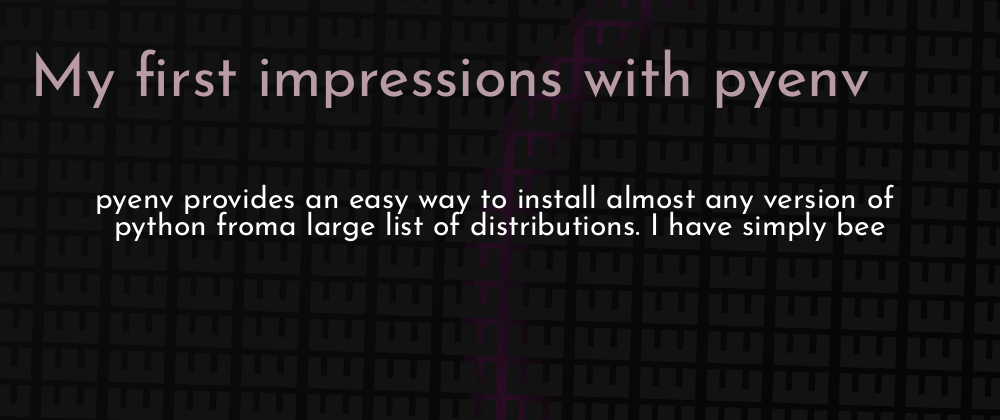 My first impressions with pyenv
pyenv provides an easy way to install almost any version of
python froma large list of distributions. I have simply bee